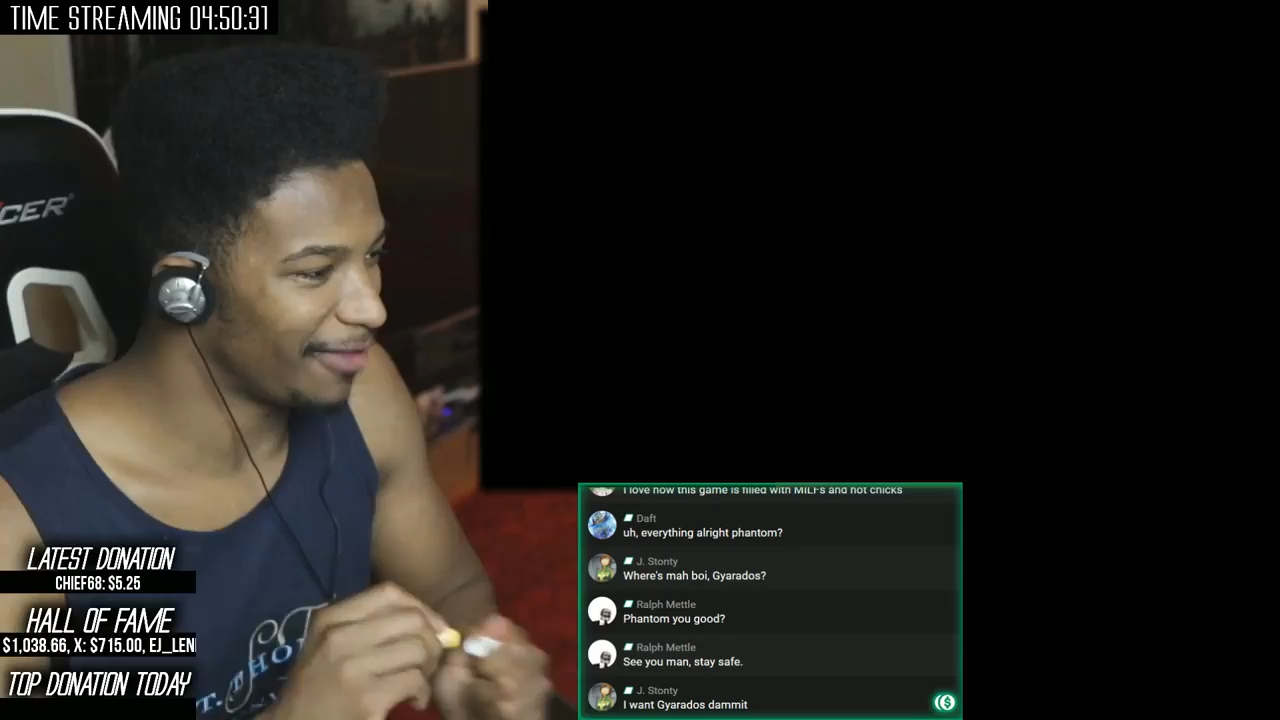 TIME STREAMING 04:50:31
CER
I love how this game is filled with MILFs and hot chicks
Daft
uh, everything alright phantom?
J. Stonty
Where's mah boi, Gyarados?
Ralph Mettle
Phantom you good?
Ralph Mettle
See you man, stay safe.
J. Stonty
I want Gyarados dammit
LATEST DONATION
CHIEF68: $5.25
HALL OF FAME
$1,038.66, X: $715.00, EJ_LEN
TOP DONATION TODAY